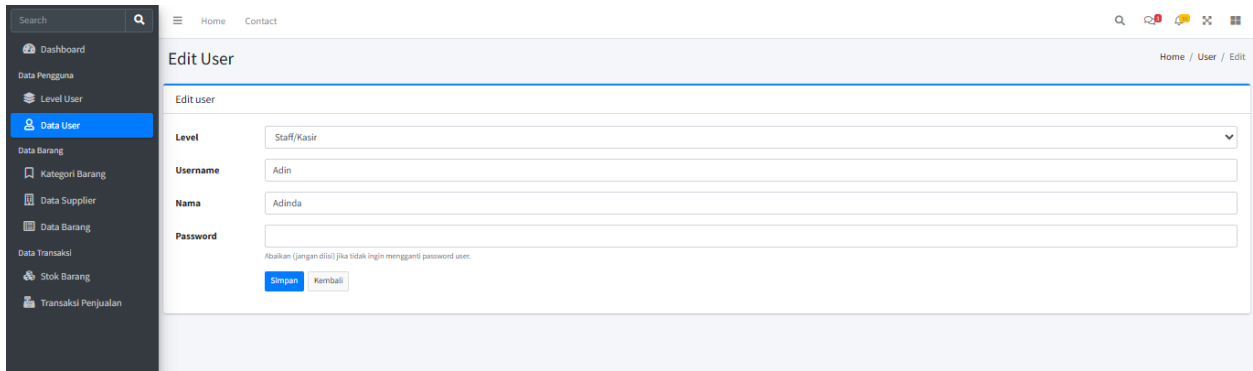 Search
Home Contact
Dashboard
Data Pengguna
Level User
Data User
Data Barang
Kategori Barang
Data Supplier
Data Barang
Data Transaksi
Stok Barang
Transaksi Penjualan
Edit User
Home / User / Edit
Edit user
Level Staff/Kasir
Username Adin
Nama Adinda
Password
Abaikan (jangan diisi) jika tidak ingin mengganti password user.
Simpan Kembali